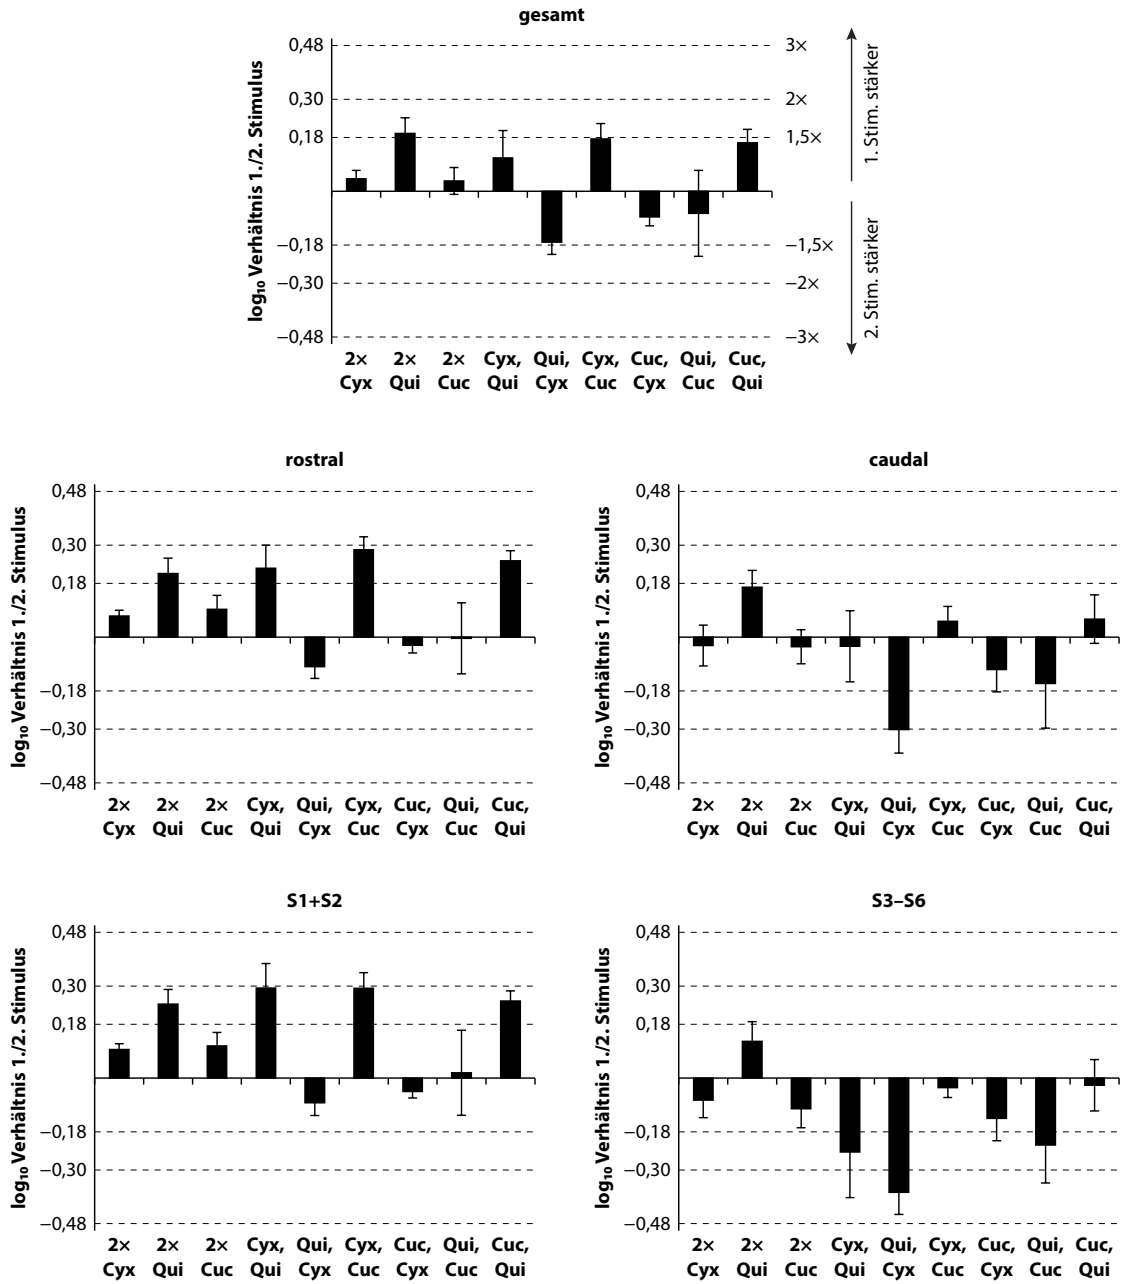 gesamt
log₁₀ Verhältnis 1./2. Stimulus
0,48
0,30
0,18
−0,18
−0,30
−0,48
3×
2×
1,5×
−1,5×
−2×
−3×
1. Stim. stärker
2. Stim. stärker
2× 2× 2× Cyx, Qui, Cyx, Cuc, Qui, Cuc,
Cyx Qui Cuc Qui Cyx Cuc Cyx Cuc Qui
rostral
log₁₀ Verhältnis 1./2. Stimulus
0,48
0,30
0,18
−0,18
−0,30
−0,48
2× 2× 2× Cyx, Qui, Cyx, Cuc, Qui, Cuc,
Cyx Qui Cuc Qui Cyx Cuc Cyx Cuc Qui
caudal
log₁₀ Verhältnis 1./2. Stimulus
0,48
0,30
0,18
−0,18
−0,30
−0,48
2× 2× 2× Cyx, Qui, Cyx, Cuc, Qui, Cuc,
Cyx Qui Cuc Qui Cyx Cuc Cyx Cuc Qui
S1+S2
log₁₀ Verhältnis 1./2. Stimulus
0,48
0,30
0,18
−0,18
−0,30
−0,48
2× 2× 2× Cyx, Qui, Cyx, Cuc, Qui, Cuc,
Cyx Qui Cuc Qui Cyx Cuc Cyx Cuc Qui
S3–S6
log₁₀ Verhältnis 1./2. Stimulus
0,48
0,30
0,18
−0,18
−0,30
−0,48
2× 2× 2× Cyx, Qui, Cyx, Cuc, Qui, Cuc,
Cyx Qui Cuc Qui Cyx Cuc Cyx Cuc Qui